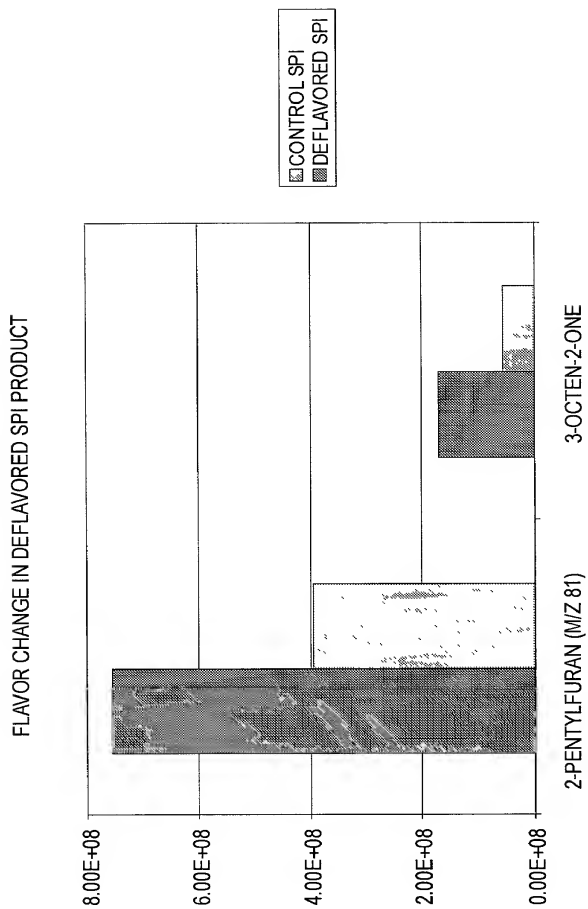 FLAVOR CHANGE IN DEFLAVORED SPI PRODUCT
8.00E+08
6.00E+08
4.00E+08
2.00E+08
0.00E+08
2-PENTYLFURAN (M/Z 81)
3-OCTEN-2-ONE
CONTROL SPI
DEFLAVORED SPI